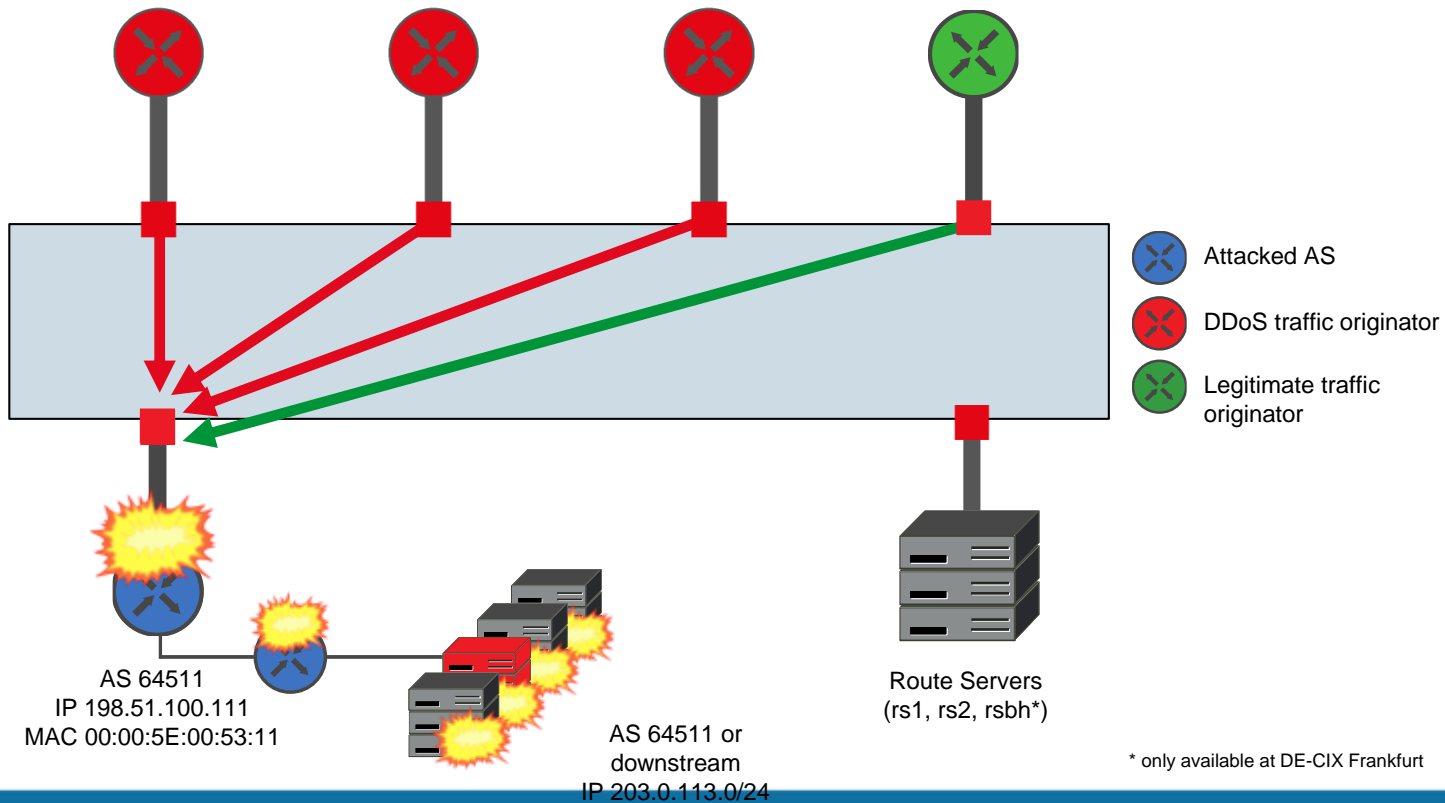 Attacked AS
DDoS traffic originator
Legitimate traffic
originator
AS 64511
IP 198.51.100.111
MAC 00:00:5E:00:53:11
AS 64511 or
downstream
IP 203.0.113.0/24
Route Servers
(rs1, rs2, rsbh*)
* only available at DE-CIX Frankfurt